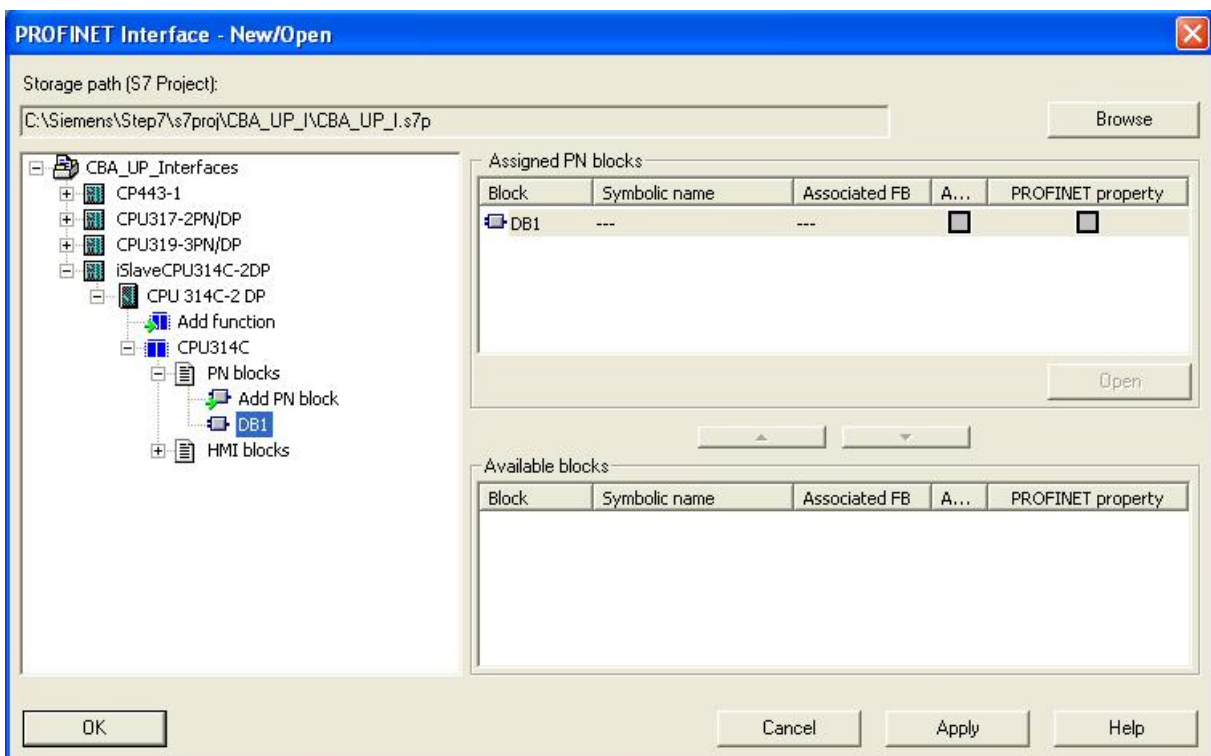 PROFINET Interface - New/Open
Storage path (S7 Project):
C:\Siemens\Step7\s7proj\CBA_UP_I\CBA_UP_I.s7p
Browse
CBA_UP_Interfaces
CP443-1
CPU317-2PN/DP
CPU319-3PN/DP
iSlaveCPU314C-2DP
CPU 314C-2 DP
Add function
CPU314C
PN blocks
Add PN block
DB1
HMI blocks
Assigned PN blocks
Block Symbolic name Associated FB A... PROFINET property
DB1 --- ---
Open
Available blocks
Block Symbolic name Associated FB A... PROFINET property
OK Cancel Apply Help